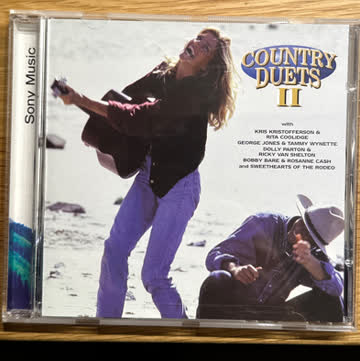 Sony Music
COUNTRY
DUETS
II
with
KRIS KRISTOFFERSON &
RITA COOLIDGE
GEORGE JONES & TAMMY WYNETTE
DOLLY PARTON &
RICKY VAN SHELTON
BOBBY BARE & ROSANNE CASH
and SWEETHEARTS OF THE RODEO